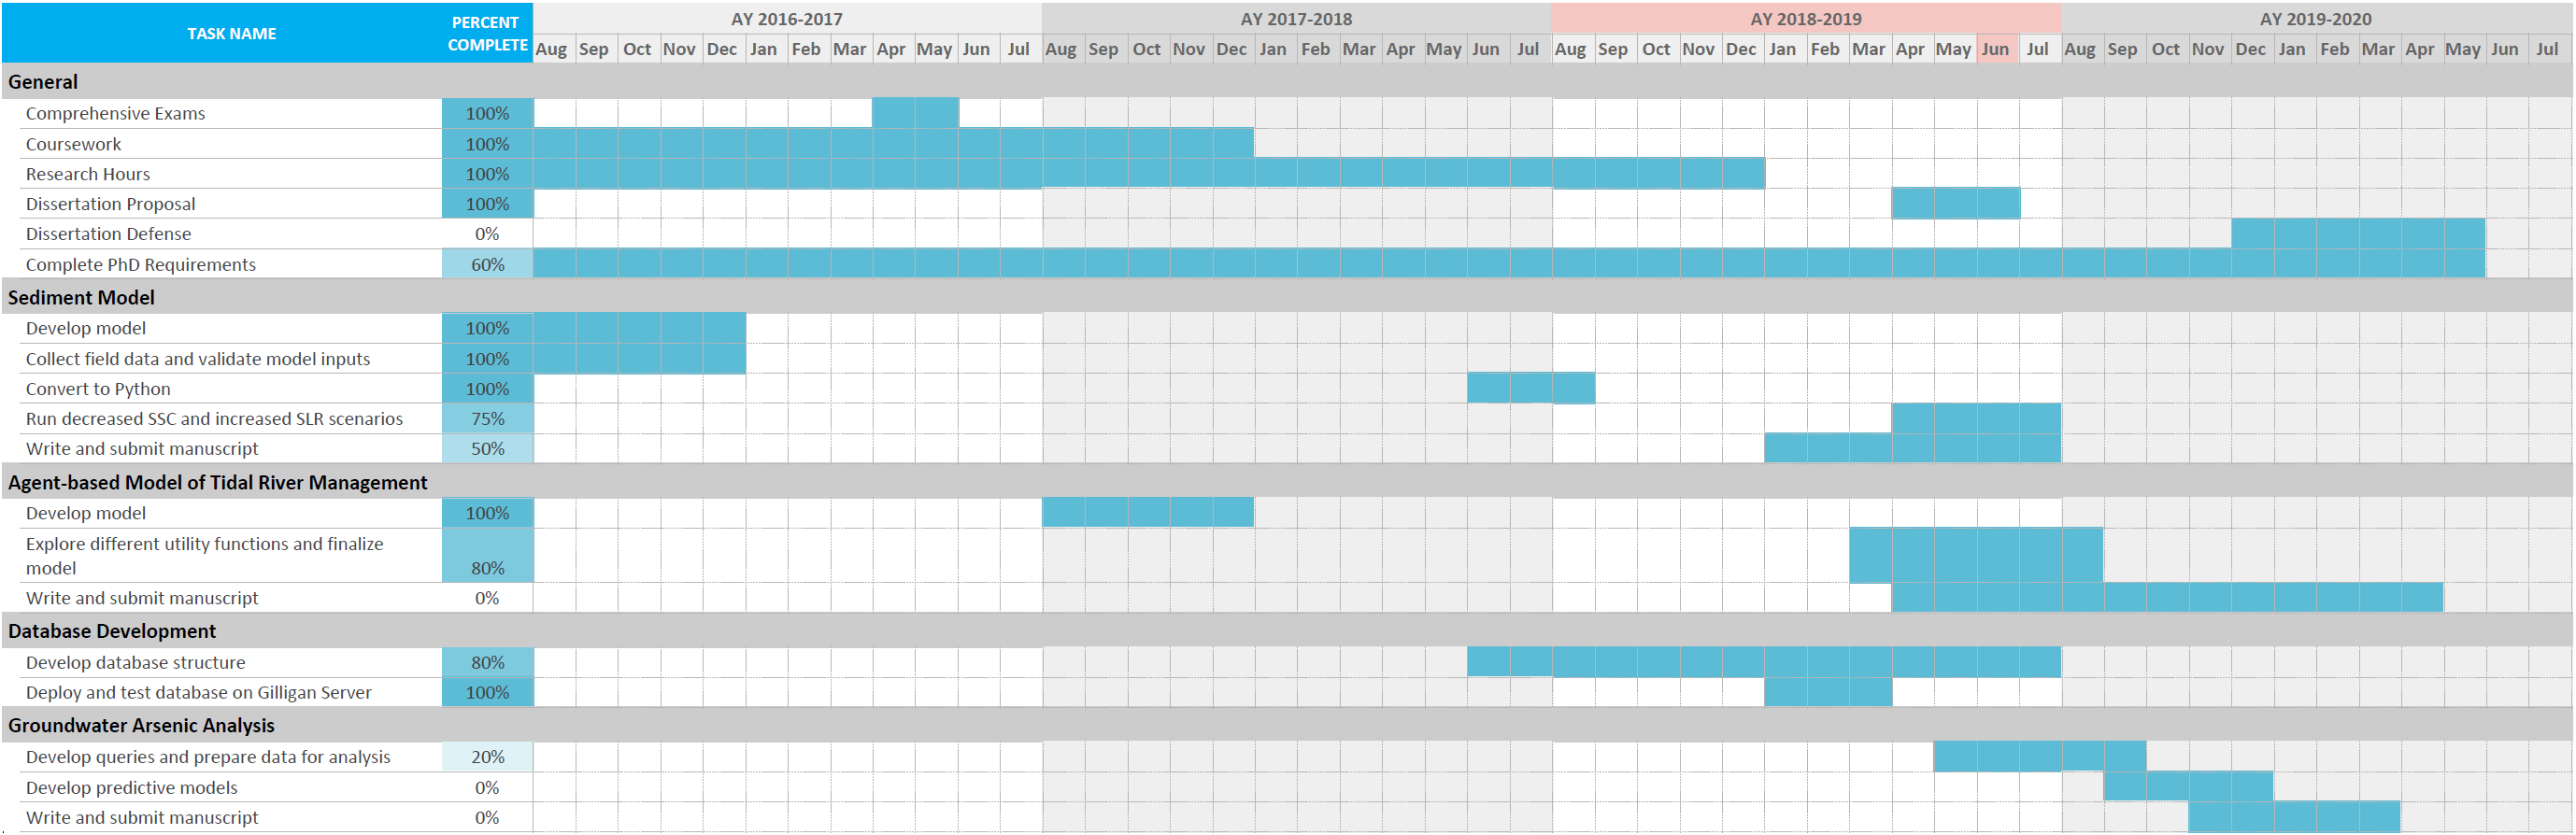 TASK NAME PERCENT COMPLETE AY 2016-2017 AY 2017-2018 AY 2018-2019 AY 2019-2020
Aug Sep Oct Nov Dec Jan Feb Mar Apr May Jun Jul Aug Sep Oct Nov Dec Jan Feb Mar Apr May Jun Jul Aug Sep Oct Nov Dec Jan Feb Mar Apr May Jun Jul Aug Sep Oct Nov Dec Jan Feb Mar Apr May Jun Jul
General
Comprehensive Exams 100%
Coursework 100%
Research Hours 100%
Dissertation Proposal 100%
Dissertation Defense 0%
Complete PhD Requirements 60%
Sediment Model
Develop model 100%
Collect field data and validate model inputs 100%
Convert to Python 100%
Run decreased SSC and increased SLR scenarios 75%
Write and submit manuscript 50%
Agent-based Model of Tidal River Management
Develop model 100%
Explore different utility functions and finalize
model 80%
Write and submit manuscript 0%
Database Development
Develop database structure 80%
Deploy and test database on Gilligan Server 100%
Groundwater Arsenic Analysis
Develop queries and prepare data for analysis 20%
Develop predictive models 0%
Write and submit manuscript 0%